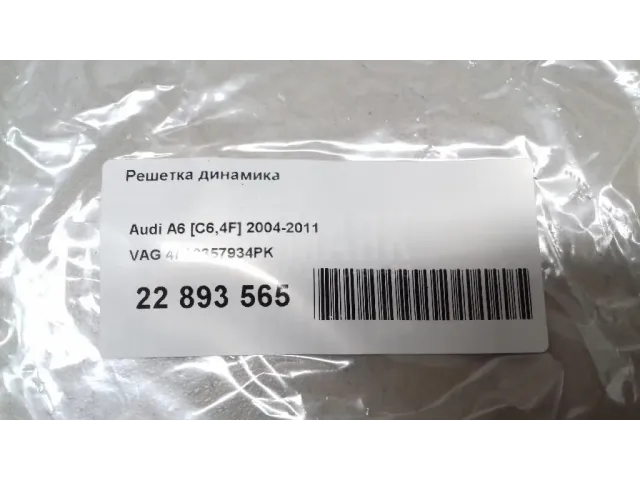 Решетка динамика
Audi A6 [C6,4F] 2004-2011
VAG
22 893 565